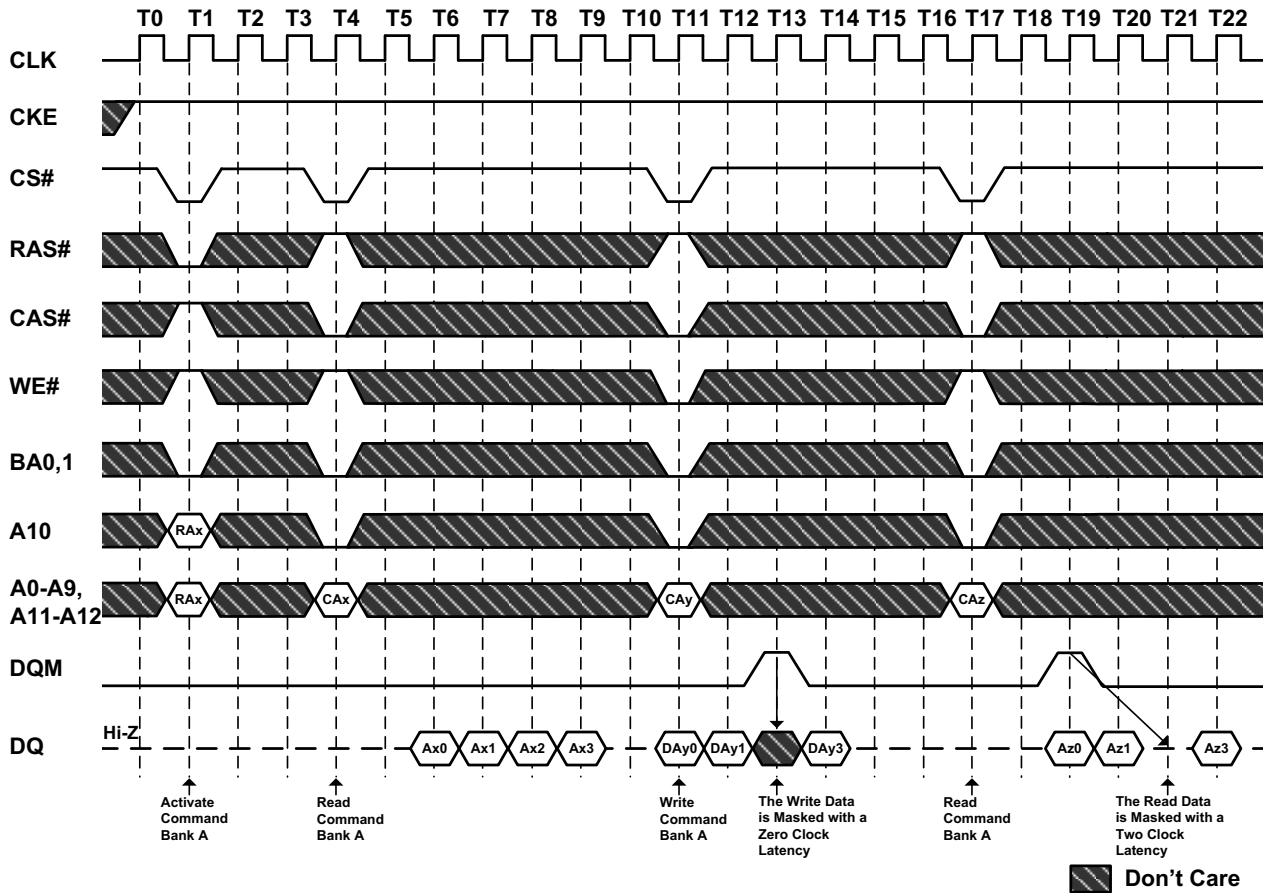 T0 T1 T2 T3 T4 T5 T6 T7 T8 T9 T10 T11 T12 T13 T14 T15 T16 T17 T18 T19 T20 T21 T22
CLK
CKE
CS#
RAS#
CAS#
WE#
BA0,1
A10
RAx
A0-A9,
A11-A12
RAx CAx CAy CAz
DQM
Hi-Z
DQ
Ax0 Ax1 Ax2 Ax3 DAy0 DAy1 DAy3 Az0 Az1 Az3
Activate
Command
Bank A
Read
Command
Bank A
Write
Command
Bank A
The Write Data
is Masked with a
Zero Clock
Latency
Read
Command
Bank A
The Read Data
is Masked with a
Two Clock
Latency
Don't Care